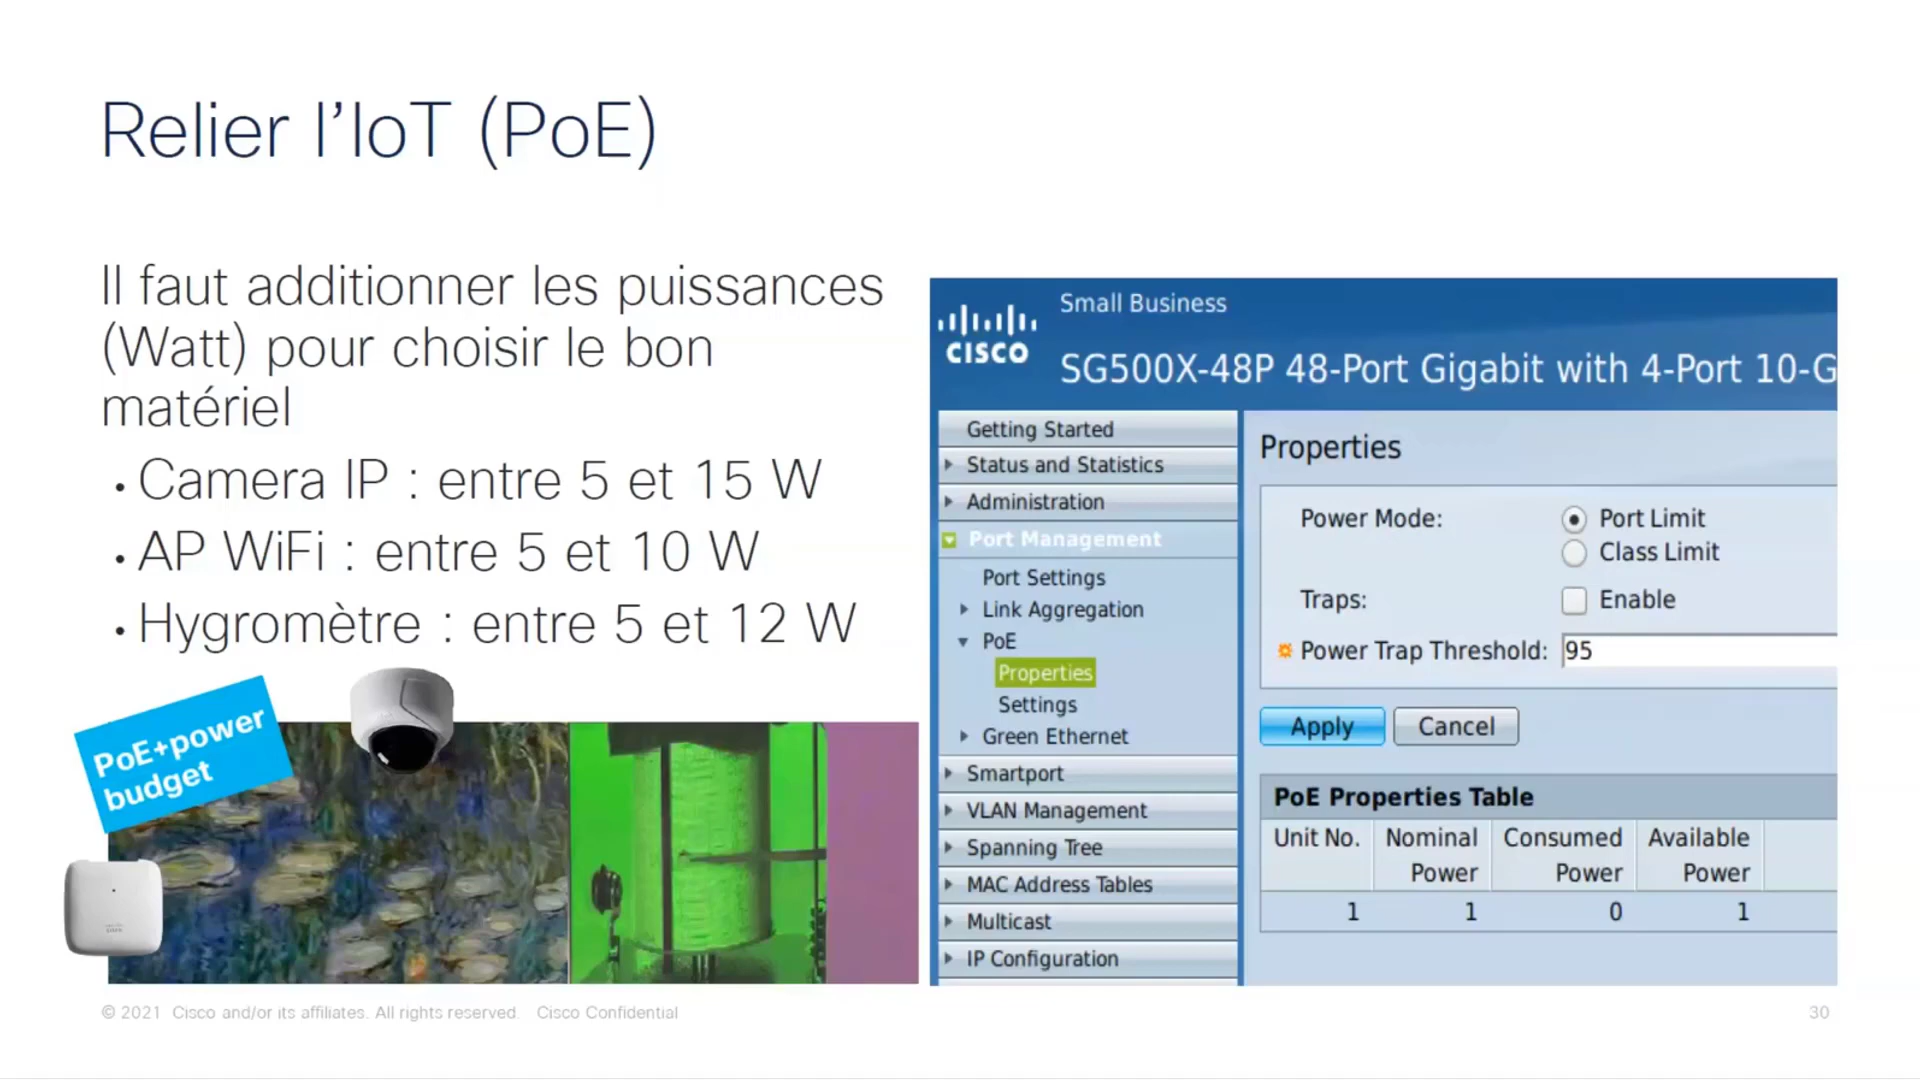 Relier l’IoT (PoE)
Il faut additionner les puissances
(Watt) pour choisir le bon
matériel
• Camera IP : entre 5 et 15 W
• AP WiFi : entre 5 et 10 W
• Hygromètre : entre 5 et 12 W
PoE+power
budget
CISCO
Small Business
SG500X-48P 48-Port Gigabit with 4-Port 10-G
Getting Started
Status and Statistics
Administration
Port Management
Port Settings
Link Aggregation
PoE
Properties
Settings
Green Ethernet
Smartport
VLAN Management
Spanning Tree
MAC Address Tables
Multicast
IP Configuration
Properties
Power Mode: Port Limit
Class Limit
Traps: Enable
Power Trap Threshold: 95
Apply Cancel
PoE Properties Table
Unit No. Nominal Consumed Available
Power Power Power
1 1 0 1
© 2021 Cisco and/or its affiliates. All rights reserved. Cisco Confidential
30